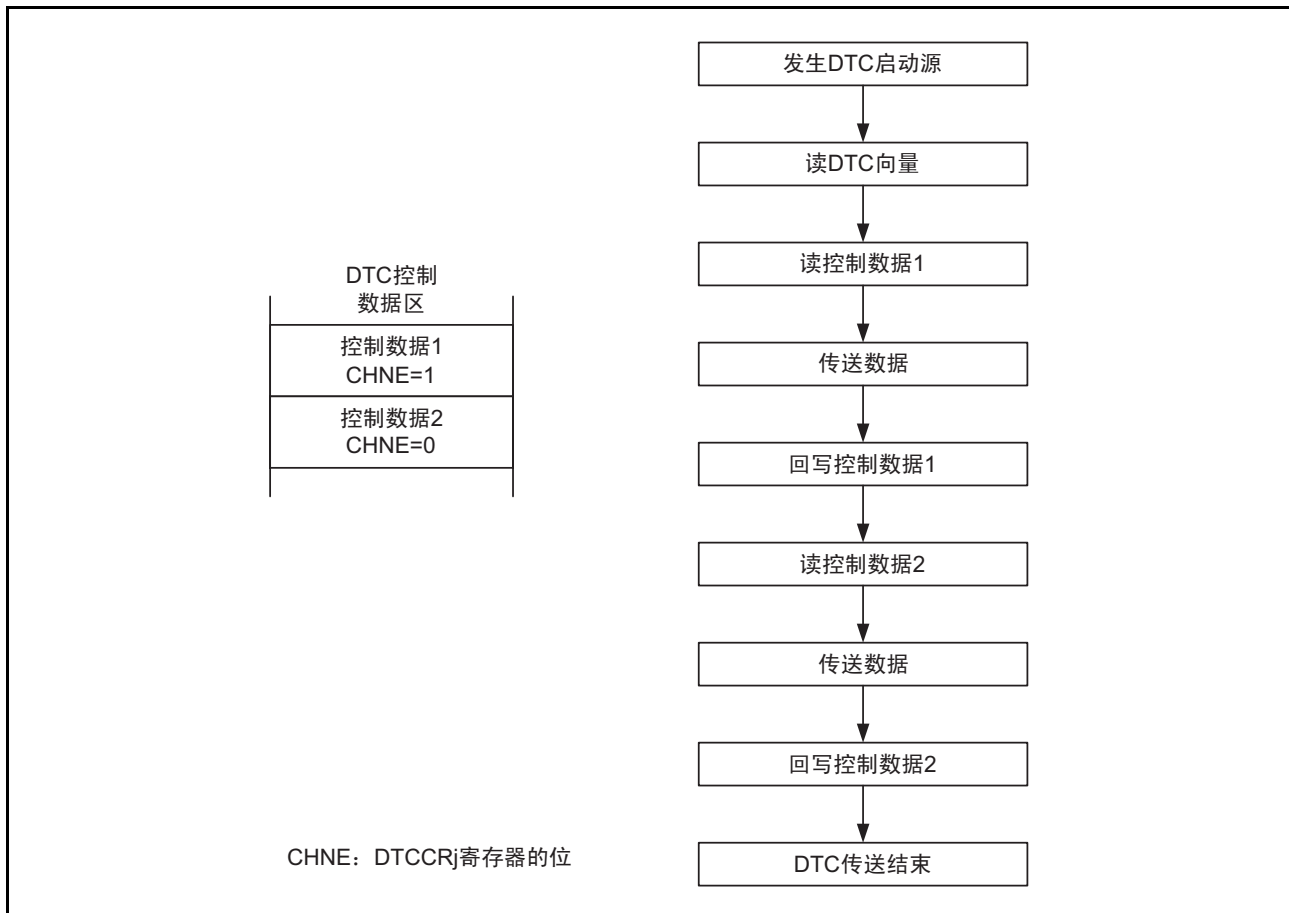 发生DTC启动源
读DTC向量
读控制数据1
传送数据
回写控制数据1
读控制数据2
传送数据
回写控制数据2
DTC传送结束
DTC控制
数据区
控制数据1
CHNE=1
控制数据2
CHNE=0
CHNE：DTCCRj寄存器的位